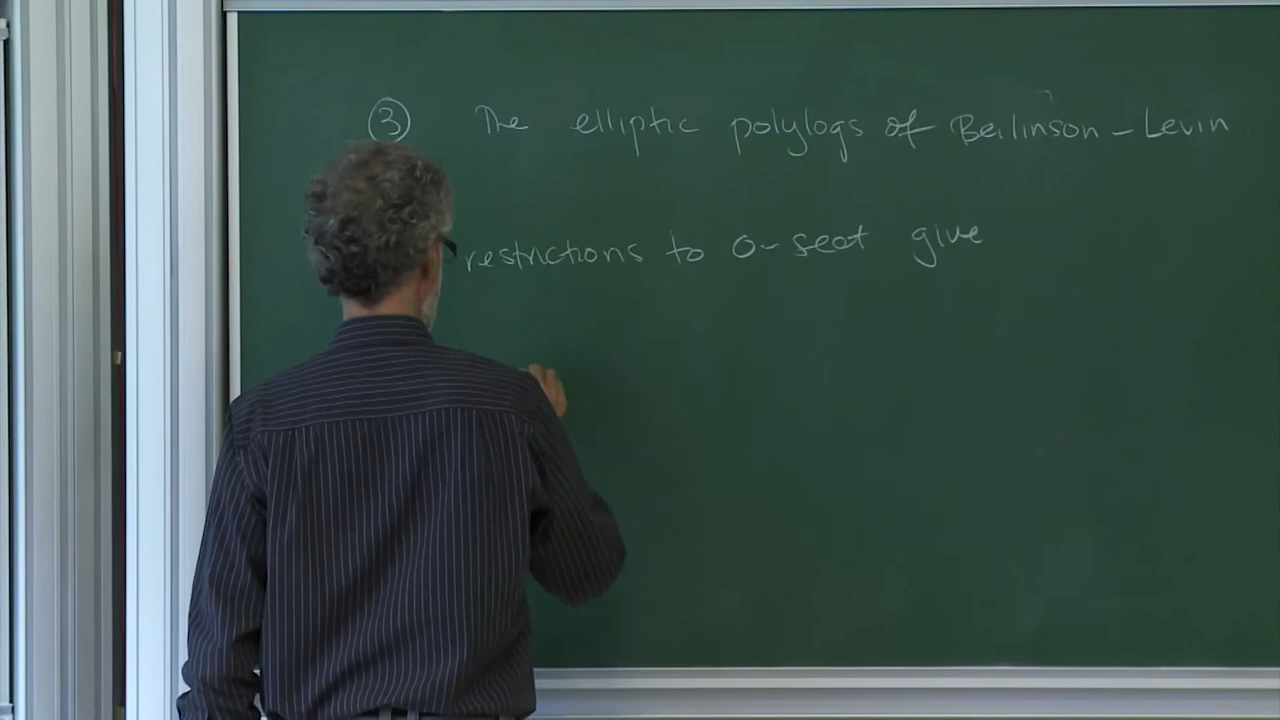 ③ The elliptic polylogs of Beilinson-Levin
restrictions to 0-sect give